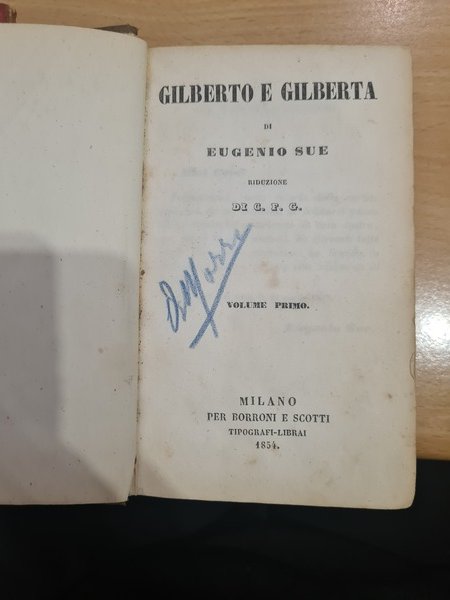 GILBERTO E GILBERTA
DI
EUGENIO SUE
RIDUZIONE
DI C. F. G.
VOLUME PRIMO.
MILANO
PER BORRONI E SCOTTI
TIPOGRAFI-LIBRAI
1854.